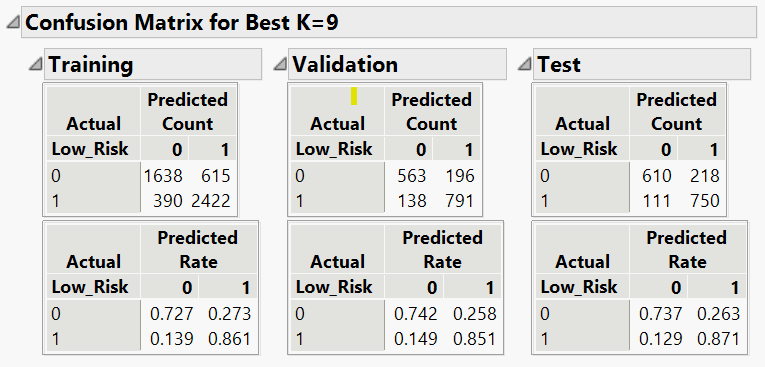 Confusion Matrix for Best K=9
Training
Predicted
Actual Count
Low_Risk 0 1
0 1638 615
1 390 2422
Predicted
Actual Rate
Low_Risk 0 1
0 0.727 0.273
1 0.139 0.861
Validation
Predicted
Actual Count
Low_Risk 0 1
0 563 196
1 138 791
Predicted
Actual Rate
Low_Risk 0 1
0 0.742 0.258
1 0.149 0.851
Test
Predicted
Actual Count
Low_Risk 0 1
0 610 218
1 111 750
Predicted
Actual Rate
Low_Risk 0 1
0 0.737 0.263
1 0.129 0.871